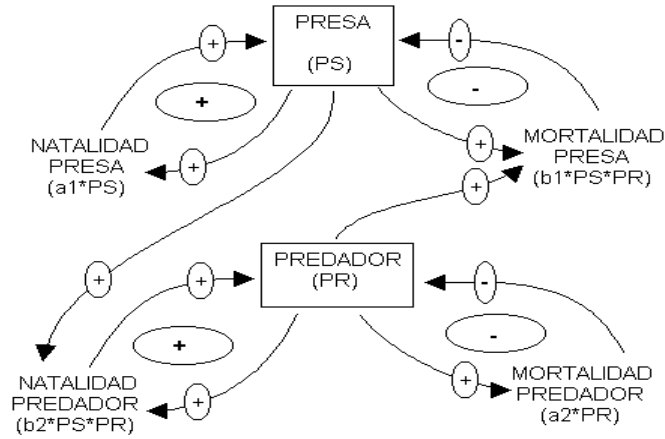 PRESA
(PS)
+
-
+
-
NATALIDAD
PRESA
(a1*PS)
+
+
MORTALIDAD
PRESA
(b1*PS*PR)
+
PREDADOR
(PR)
+
+
-
+
-
NATALIDAD
PREDADOR
(b2*PS*PR)
+
+
MORTALIDAD
PREDADOR
(a2*PR)